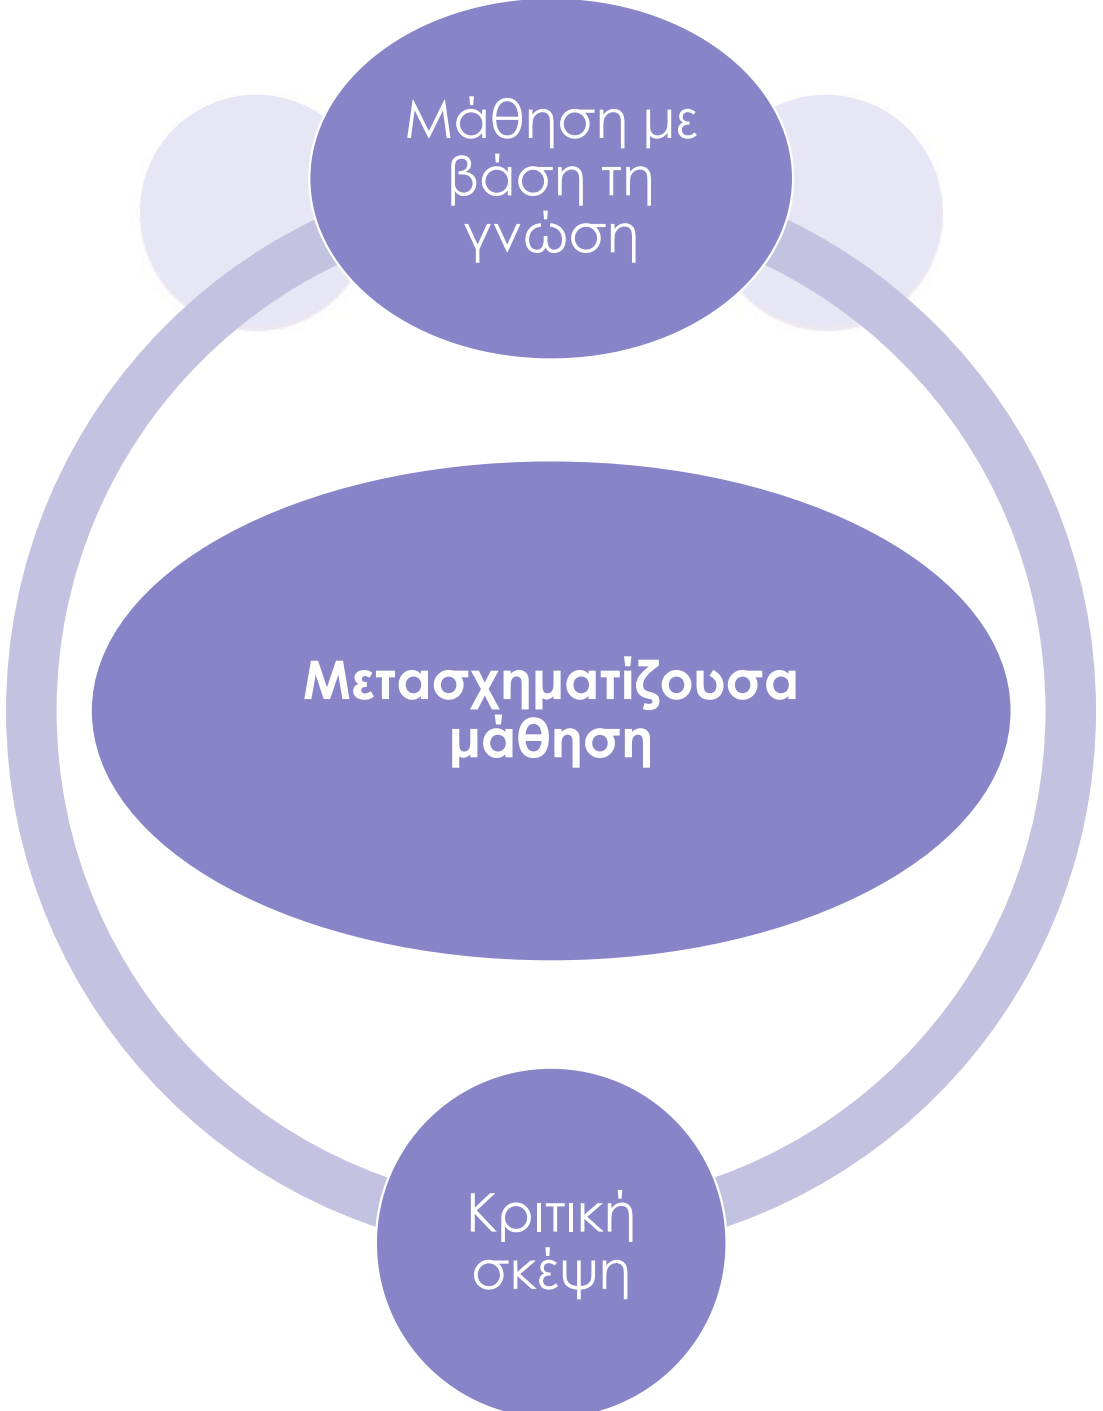 Μάθηση με
βάση τη
γνώση
Μετασχηματίζουσα
μάθηση
Κριτική
σκέψη